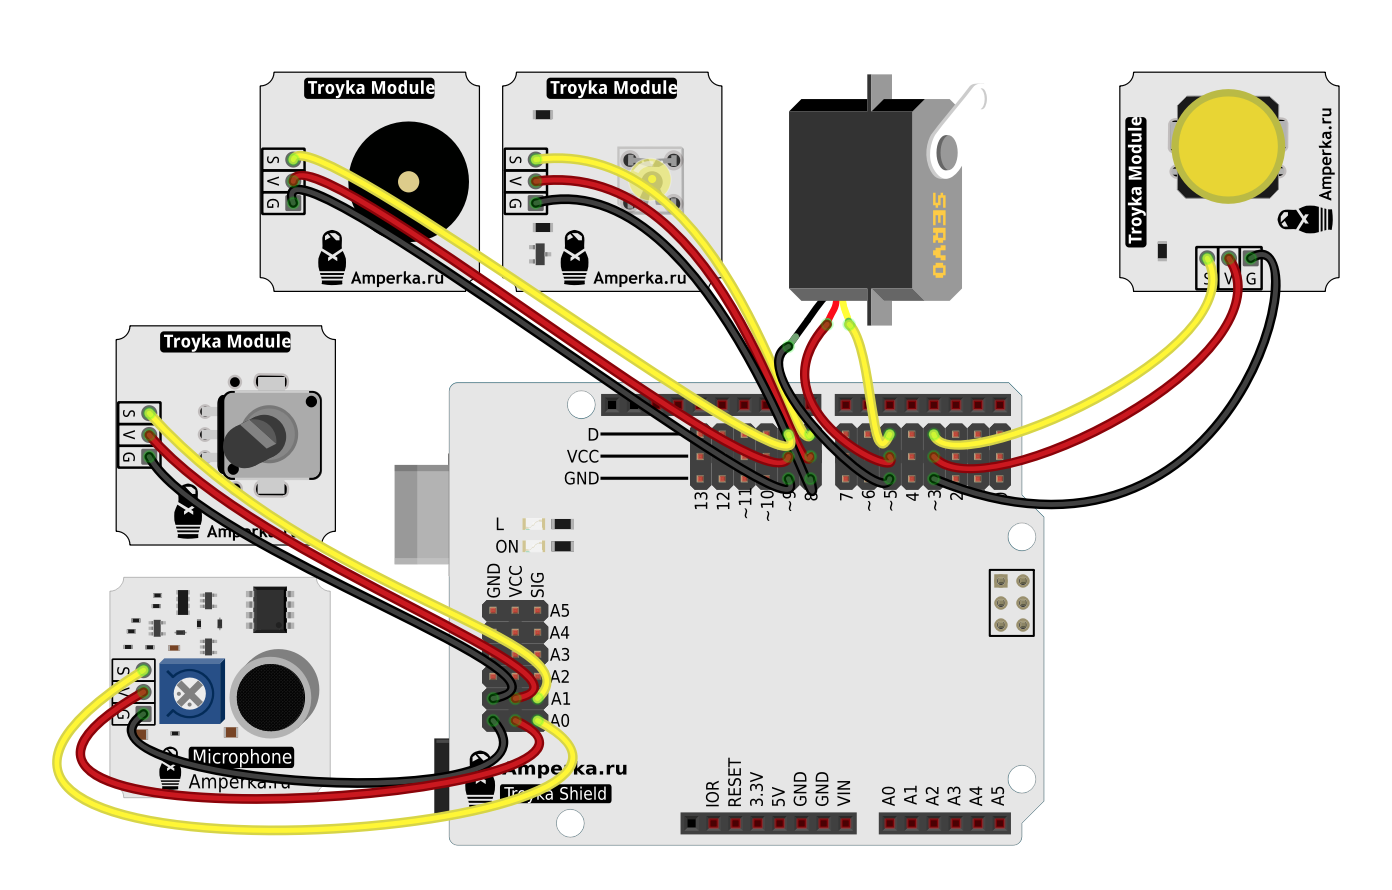 Troyka Module
S
V
G
Amperka.ru
Troyka Module
S
V
G
Amperka.ru
SERVO
Troyka Module
Amperka.ru
V
G
Troyka Module
S
V
G
Amperka.ru
S
V
G
Microphone
Amperka.ru
D
VCC
GND
13
12
~11
~10
~9
8
7
~6
~5
4
~3
2
L
ON
GND
VCC
SIG
A5
A4
A3
A2
A1
A0
Amperka.ru
Troyka Shield
IOR
RESET
3.3V
5V
GND
GND
VIN
A0
A1
A2
A3
A4
A5